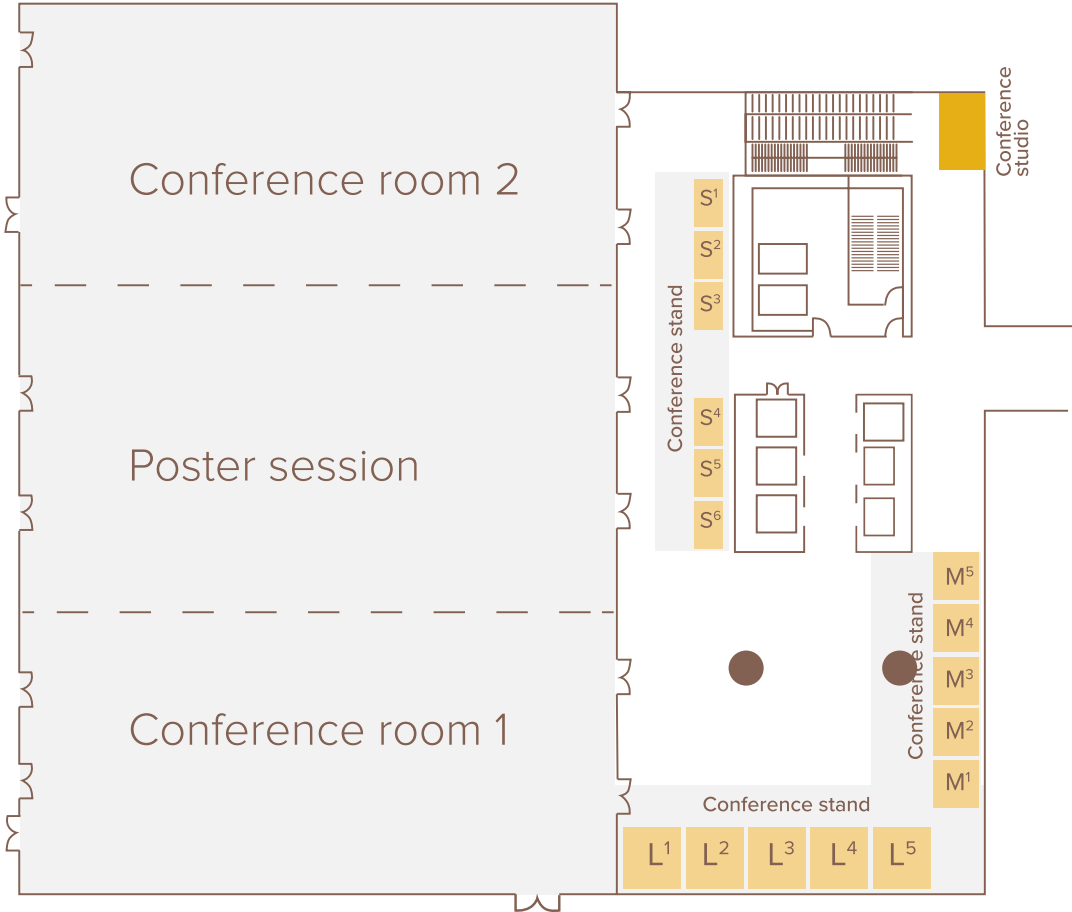 Conference room 2
Poster session
Conference room 1
Conference
studio
Conference stand
S¹
S²
S³
S⁴
S⁵
S⁶
Conference stand
M⁵
M⁴
M³
M²
M¹
Conference stand
L¹ L² L³ L⁴ L⁵